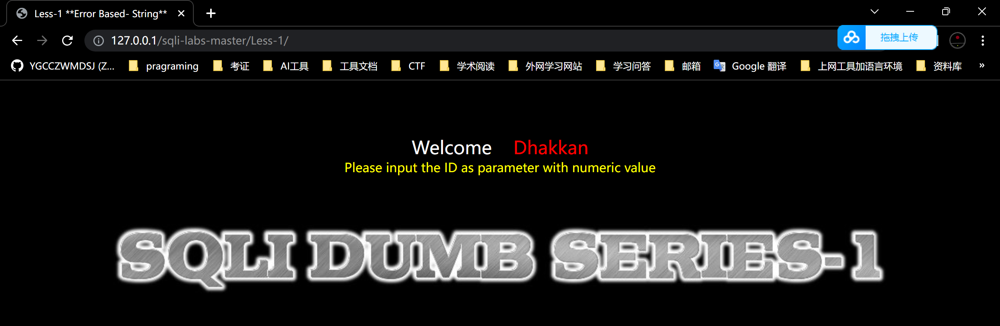 Less-1 **Error Based- String**
127.0.0.1/sqli-labs-master/Less-1/
拖拽上传
YGCCZWMDSJ (Z... pragraming 考证 AI工具 工具文档 CTF 学术阅读 外网学习网站 学习问答 邮箱 Google 翻译 上网工具加语言环境 资料库 »
Welcome Dhakkan
Please input the ID as parameter with numeric value
SQLI DUMB SERIES-1